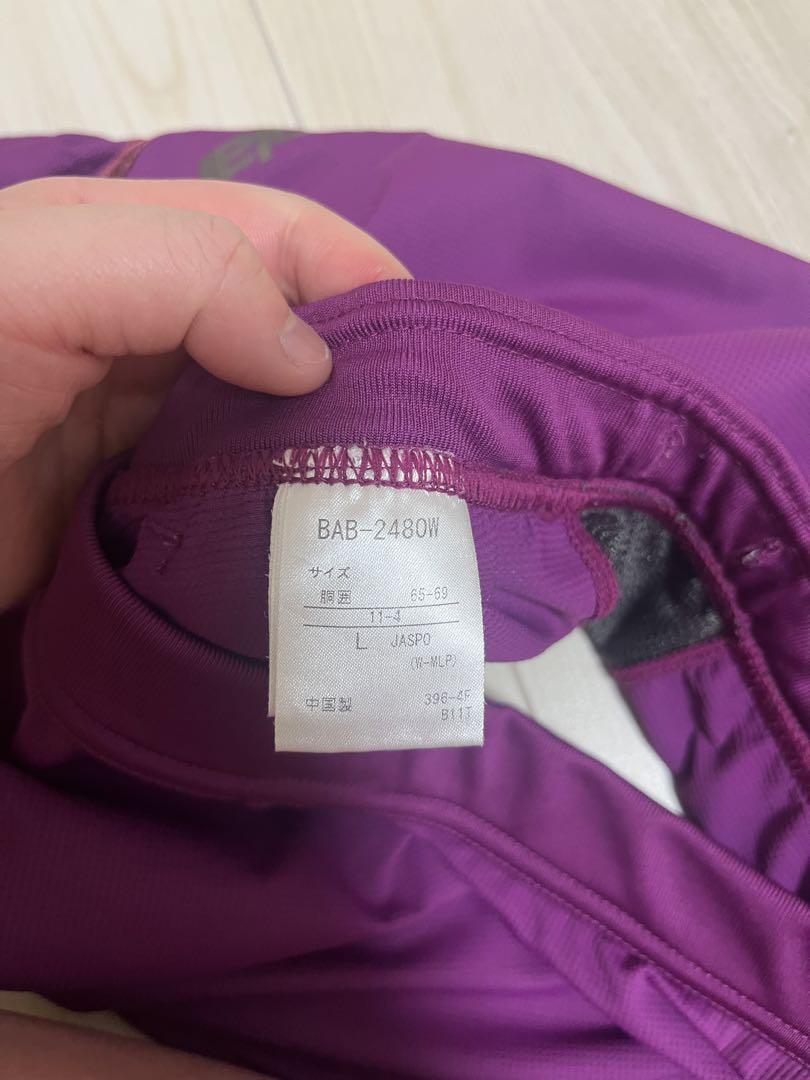 BAB-2480W
サイズ
胴囲 65-69
11-4
L JASPO
(W-MLP)
中国製 396-4F
B11T